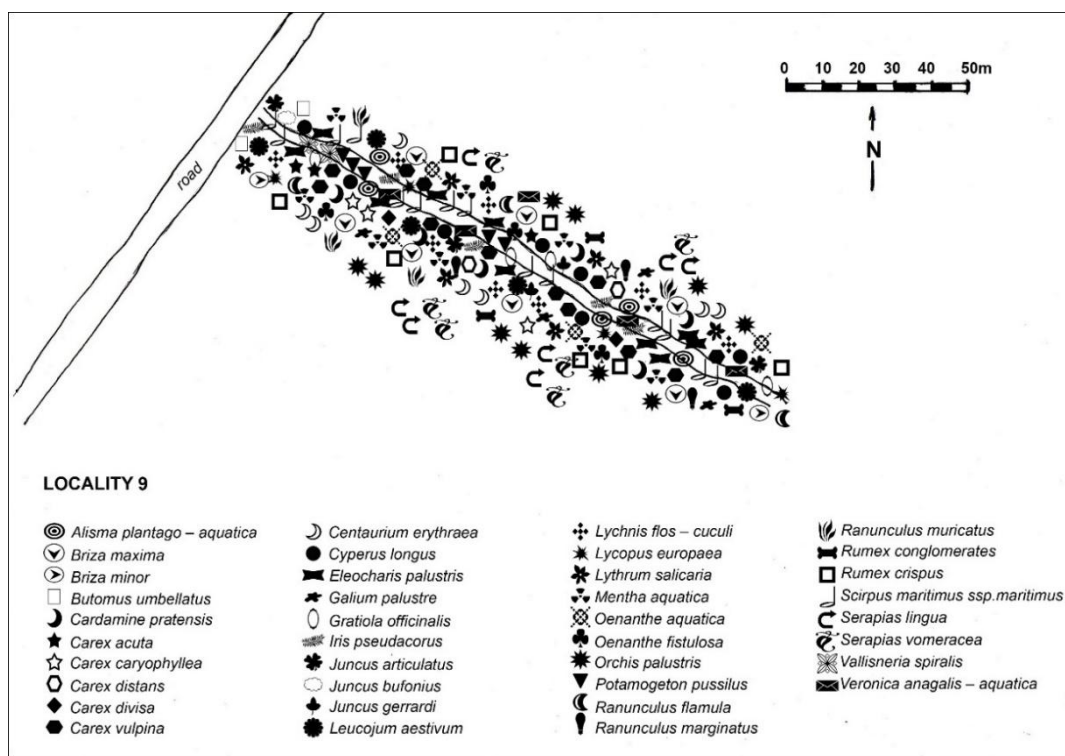 0 10 20 30 40 50m
N
road
LOCALITY 9
Alisma plantago – aquatica
Briza maxima
Briza minor
Butomus umbellatus
Cardamine pratensis
Carex acuta
Carex caryophyllea
Carex distans
Carex divisa
Carex vulpina
Centaurium erythraea
Cyperus longus
Eleocharis palustris
Galium palustre
Gratiola officinalis
Iris pseudacorus
Juncus articulatus
Juncus bufonius
Juncus gerrardi
Leucojum aestivum
Lychnis flos – cuculi
Lycopus europaea
Lythrum salicaria
Mentha aquatica
Oenanthe aquatica
Oenanthe fistulosa
Orchis palustris
Potamogeton pussilus
Ranunculus flamula
Ranunculus marginatus
Ranunculus muricatus
Rumex conglomerates
Rumex crispus
Scirpus maritimus ssp.maritimus
Serapias lingua
Serapias vomeracea
Vallisneria spiralis
Veronica anagalis – aquatica